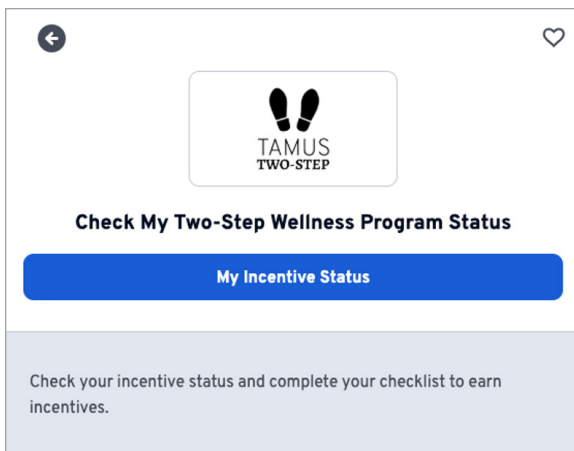 TAMUS
TWO-STEP
Check My Two-Step Wellness Program Status
My Incentive Status
Check your incentive status and complete your checklist to earn
incentives.